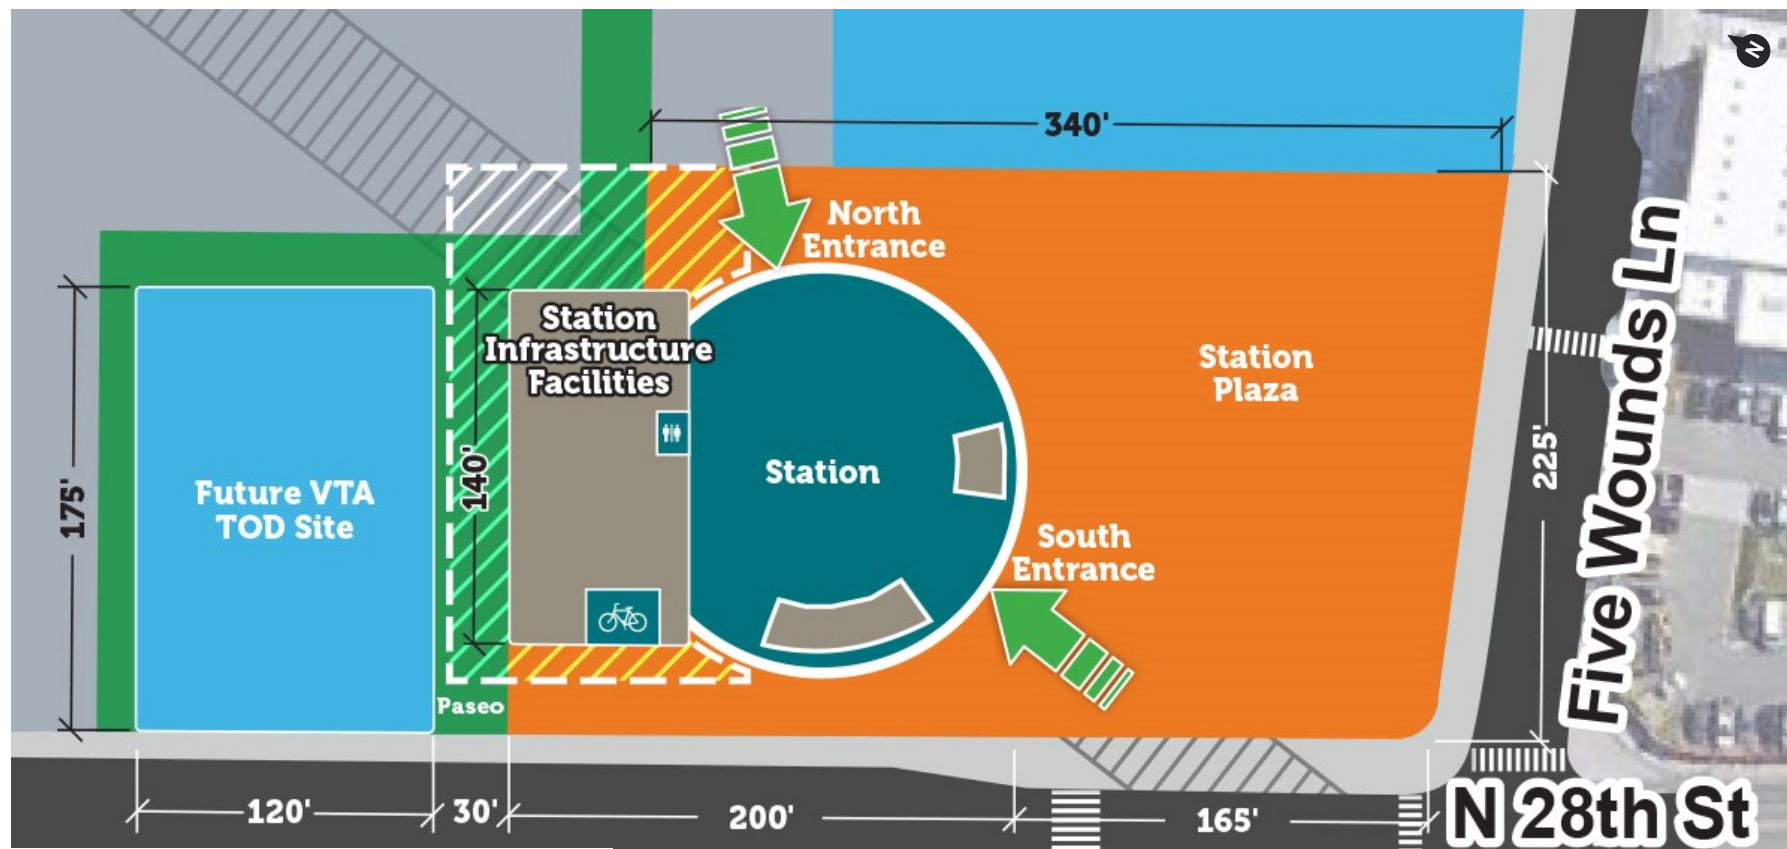 N
340'
North
Entrance
Station
Infrastructure
Facilities
Station
Plaza
Five Wounds Ln
175'
140'
225'
Future VTA
TOD Site
Station
South
Entrance
Paseo
120'
30'
200'
165'
N 28th St